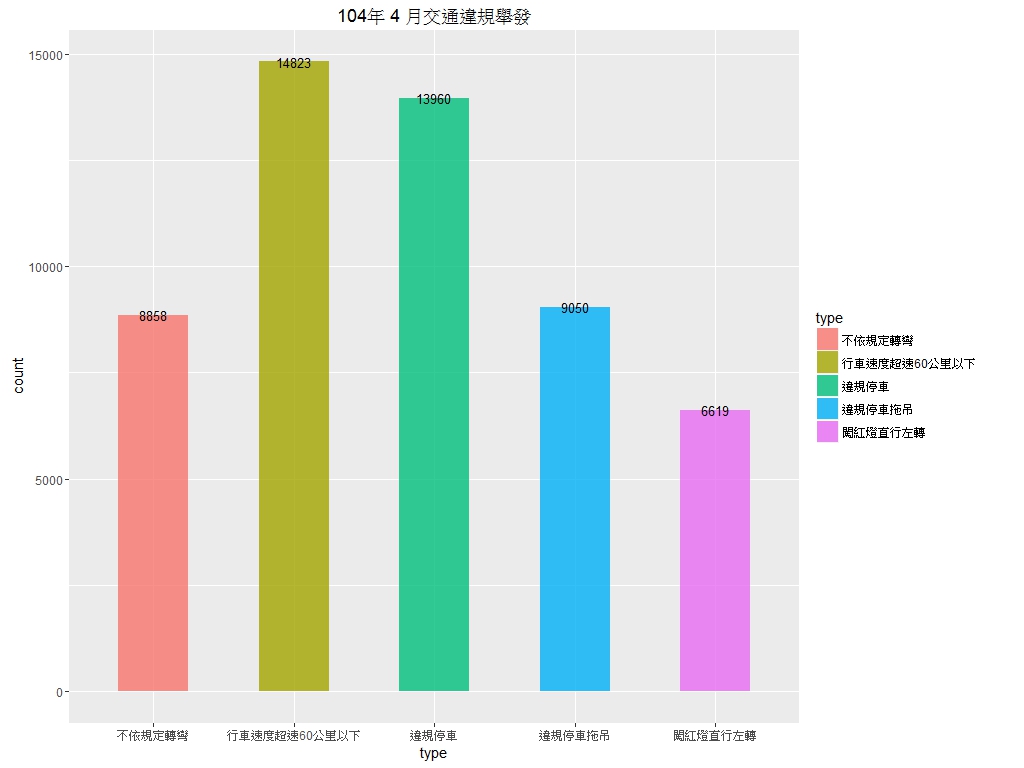 104年 4 月交通違規舉發
count
15000
10000
5000
0
8858
14823
13960
9050
6619
不依規定轉彎
行車速度超速60公里以下
違規停車
違規停車拖吊
闖紅燈直行左轉
type
type
不依規定轉彎
行車速度超速60公里以下
違規停車
違規停車拖吊
闖紅燈直行左轉